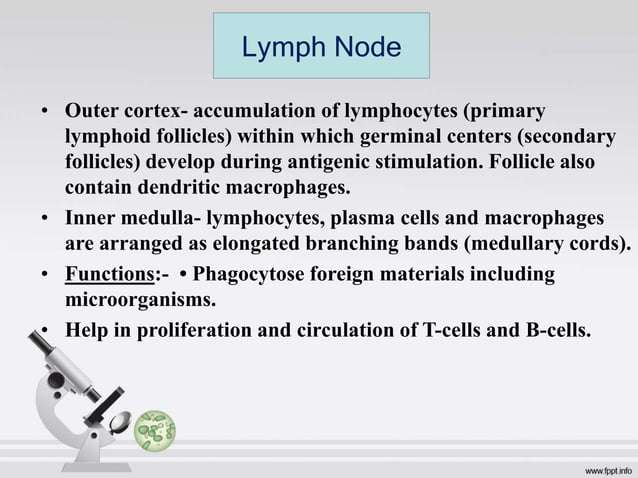 Lymph Node
• Outer cortex- accumulation of lymphocytes (primary
lymphoid follicles) within which germinal centers (secondary
follicles) develop during antigenic stimulation. Follicle also
contain dendritic macrophages.
• Inner medulla- lymphocytes, plasma cells and macrophages
are arranged as elongated branching bands (medullary cords).
• Functions:- • Phagocytose foreign materials including
microorganisms.
• Help in proliferation and circulation of T-cells and B-cells.
www.fppt.info